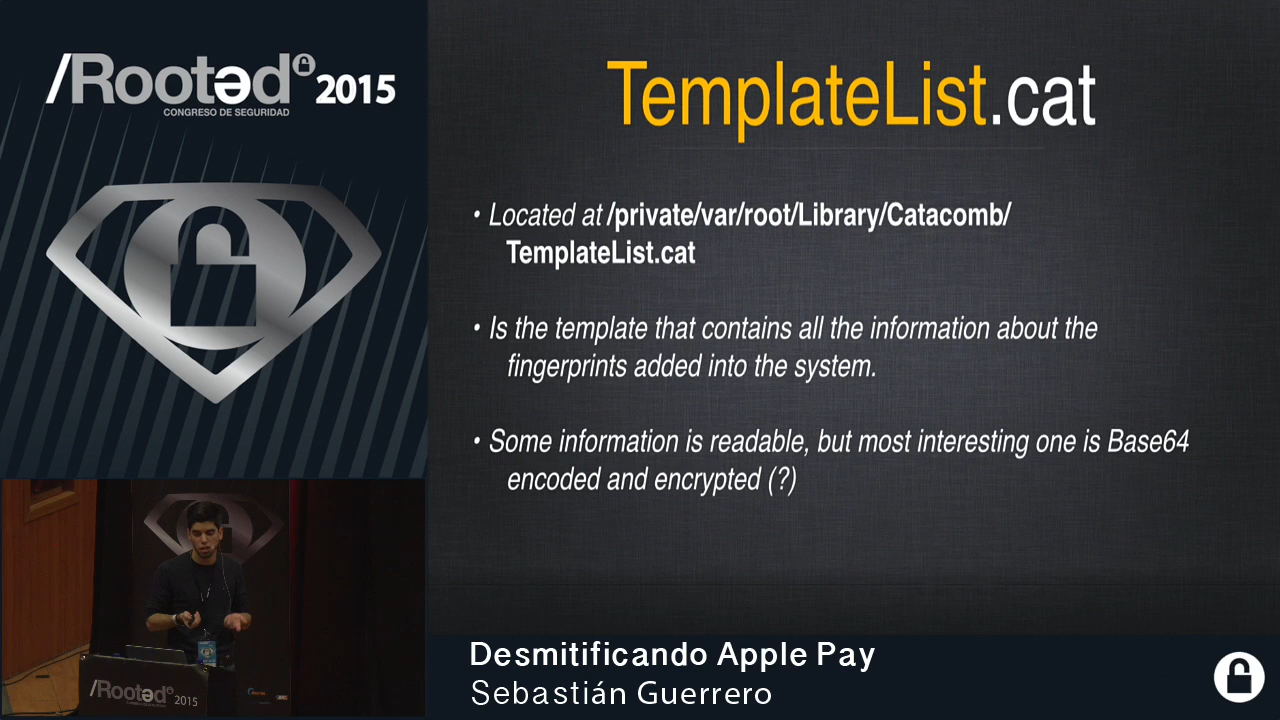 /Rootəd 2015
CONGRESO DE SEGURIDAD
TemplateList.cat
• Located at /private/var/root/Library/Catacomb/
TemplateList.cat
• Is the template that contains all the information about the
fingerprints added into the system.
• Some information is readable, but most interesting one is Base64
encoded and encrypted (?)
/Rootəd 2015
Desmitificando Apple Pay
Sebastián Guerrero